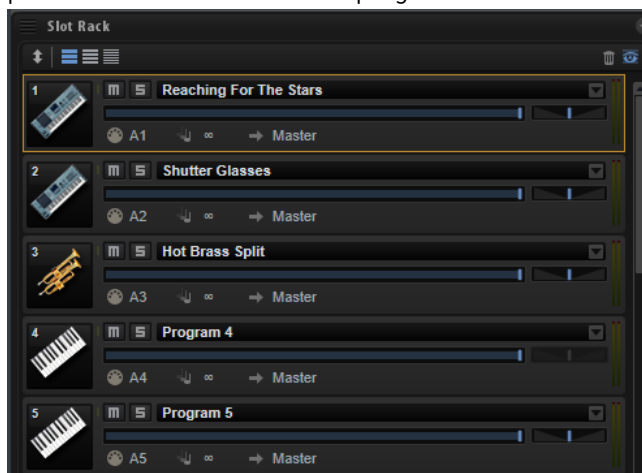 Slot Rack
1 m S Reaching For The Stars
A1 ∞ Master
2 m S Shutter Glasses
A2 ∞ Master
3 m S Hot Brass Split
A3 ∞ Master
4 m S Program 4
A4 ∞ Master
5 m S Program 5
A5 ∞ Master